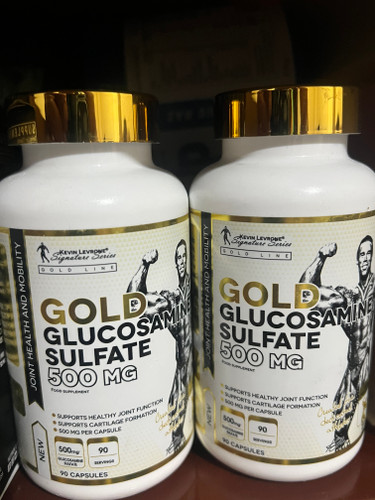 JOINT HEALTH AND MOBILITY
KEVIN LEVRONE
Signature Series
GOLD LINE
GOLD
GLUCOSAMIN
SULFATE
500 MG
FOOD SUPPLEMENT
SUPPORTS HEALTHY JOINT FUNCTION
SUPPORTS CARTILAGE FORMATION
500 MG PER CAPSULE
NEW
500mg
GLUCOSAMINE
90
SERVINGS
90 CAPSULES
JOINT HEALTH AND MOBILITY
KEVIN LEVRONE
Signature Series
GOLD LINE
GOLD
GLUCOSAMIN
SULFATE
500 MG
FOOD SUPPLEMENT
SUPPORTS HEALTHY JOINT FUNCTION
SUPPORTS CARTILAGE FORMATION
500 MG PER CAPSULE
NEW
500mg
90
SERVINGS
90 CAPSULES